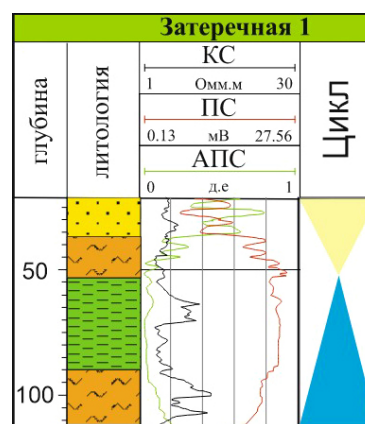 Затеречная 1
глубина
литология
КС
1 Омм.м 30
ПС
0.13 мВ 27.56
АПС
0 д.е 1
Цикл
50
100